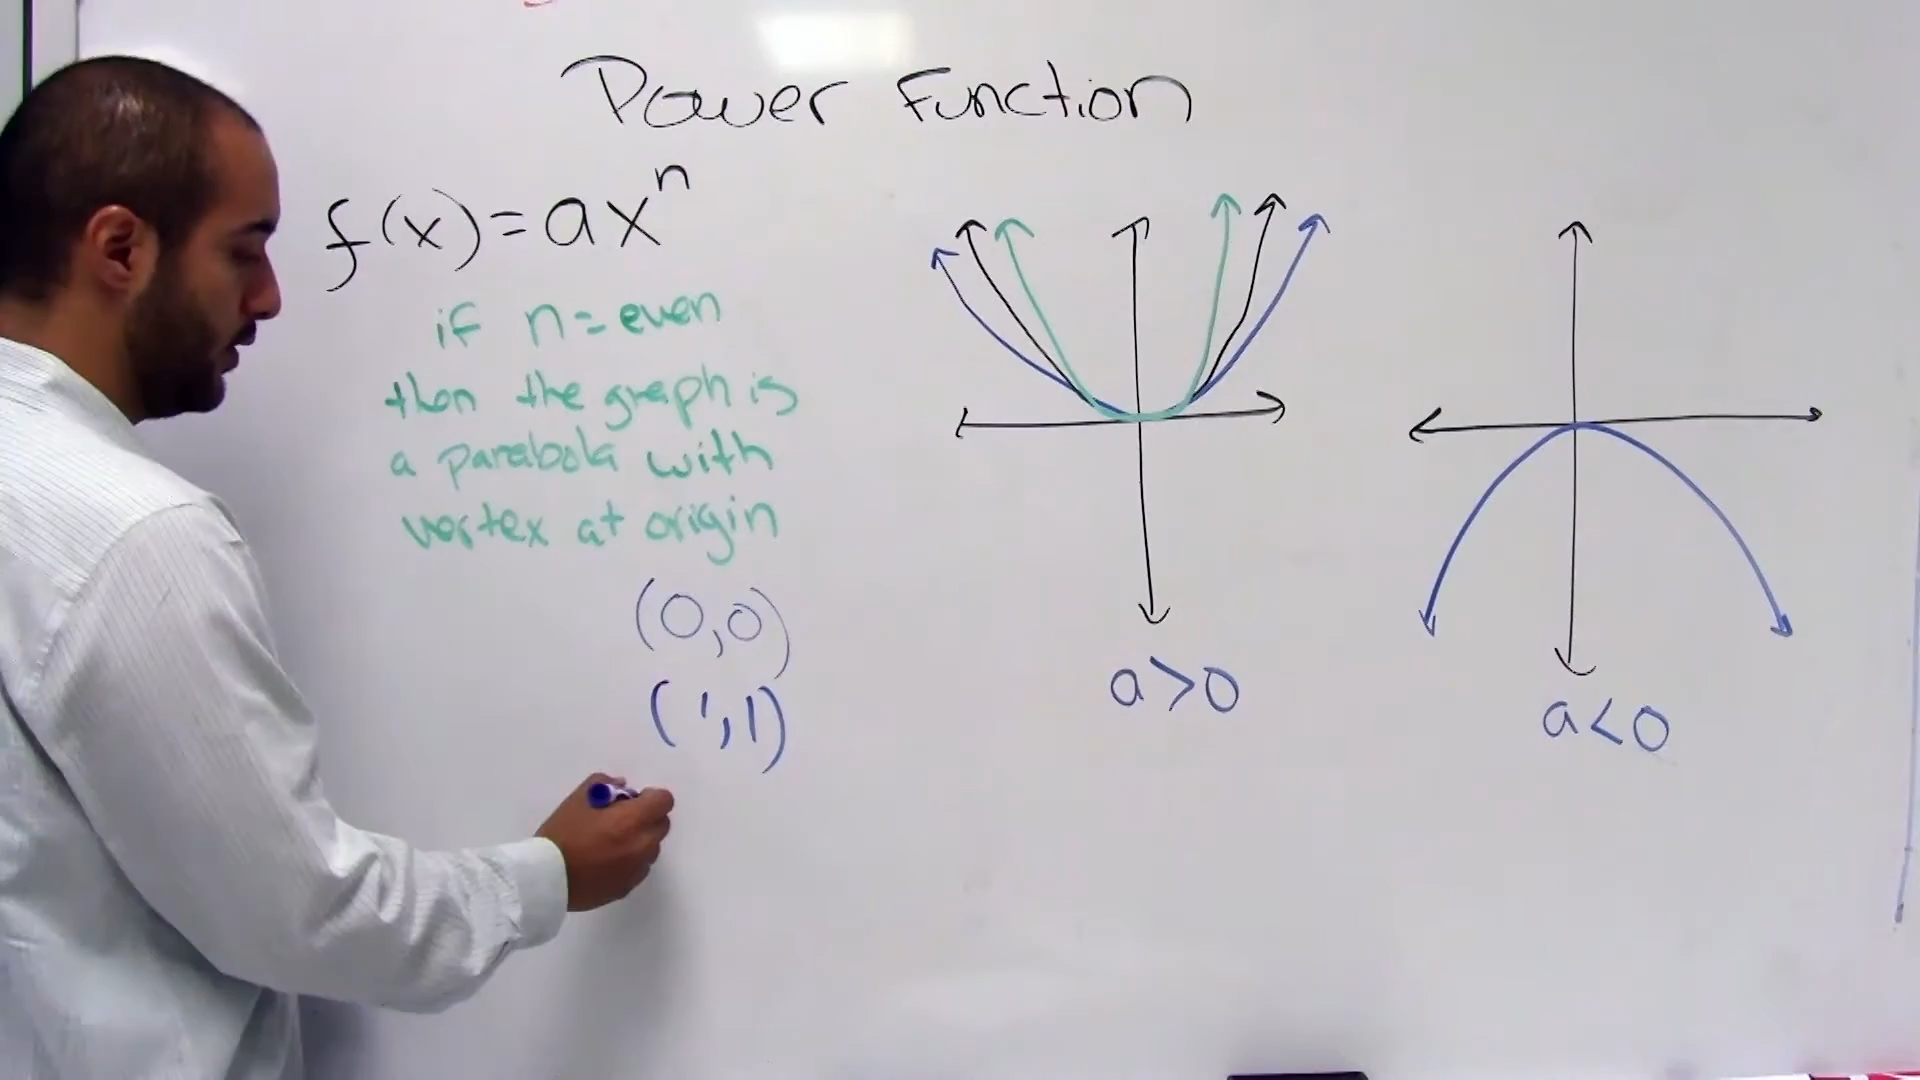 Power Function
f(x) = ax^n
if n = even
then the graph is
a parabola with
vertex at origin
(0,0)
(1,1)
a>0
a<0